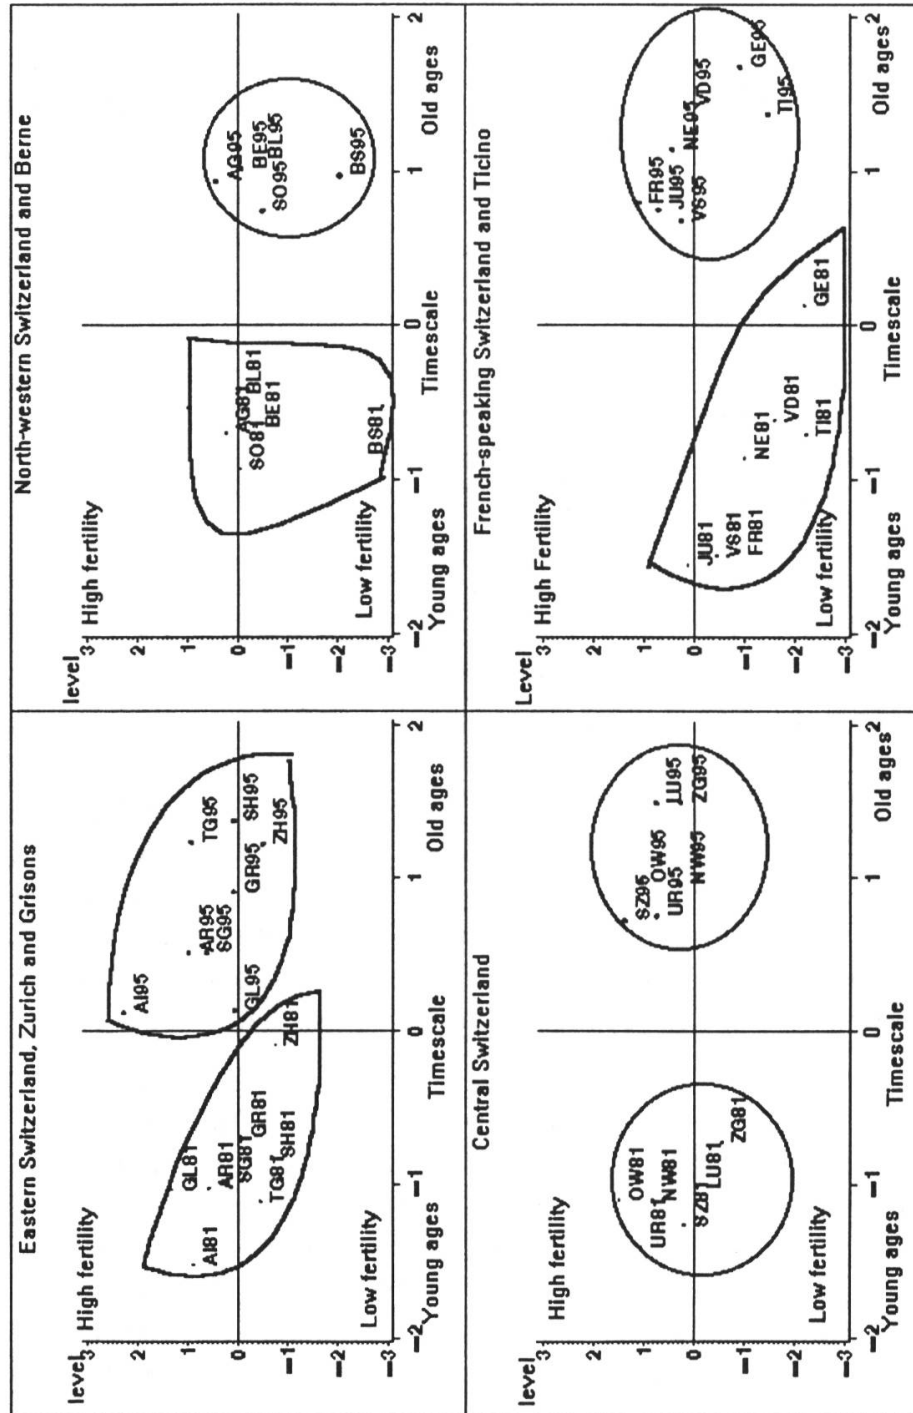 Eastern Switzerland, Zurich and Grisons
level
High fertility
3
2
1
0
−1
−2
−3
AI81
GL81
AR81
SG81
GR81
TG81
SH81
ZH81
AI95
AR95
SG95
TG95
GL95
GR95
SH95
ZH95
Low fertility
−2
−1
0
1
2
Young ages
Timescale
Old ages
North-western Switzerland and Berne
level
High fertility
3
2
1
0
−1
−2
−3
AG81
SO81
BL81
BE81
BS81
AG95
BE95
SO95
BL95
BS95
Low fertility
−2
−1
0
1
2
Young ages
Timescale
Old ages
Central Switzerland
level
High fertility
3
2
1
0
−1
−2
−3
OW81
UR81
NW81
SZ81
LU81
ZG81
SZ95
OW95
UR95
LU95
NW95
ZG95
Low fertility
−2
−1
0
1
2
Young ages
Timescale
Old ages
French-speaking Switzerland and Ticino
Level
High Fertility
3
2
1
0
−1
−2
−3
JU81
VS81
FR81
NE81
VD81
TI81
GE81
FR95
JU95
VS95
NE95
VD95
GE95
TI95
Low fertility
−2
−1
0
1
2
Young ages
Timescale
Old ages